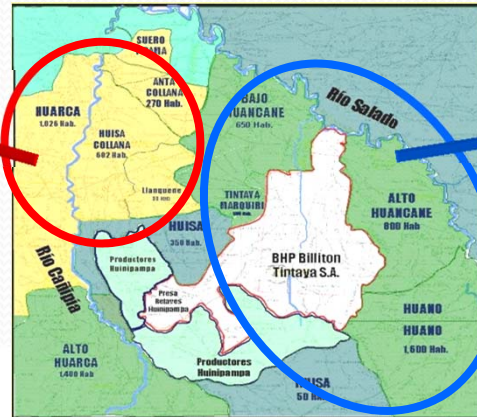 SUERO
CAMA
ANTA
COLLANA
270 Hab.
HUARCA
1,026 Hab.
HUISA
COLLANA
602 Hab.
BAJO
HUANCANE
650 Hab.
Río Salado
TINTAYA
MARQUIRI
ALTO
HUANCANE
800 Hab
HUISA
350 Hab.
Productores
Huinipampa
BHP Billiton
Tintaya S.A.
Presa
Relaves
Huinipampa
Río Cañipia
HUANO
HUANO
1,600 Hab.
ALTO
HUARCA
1,400 Hab
Productores
Huinipampa
HUISA
50 Hab.